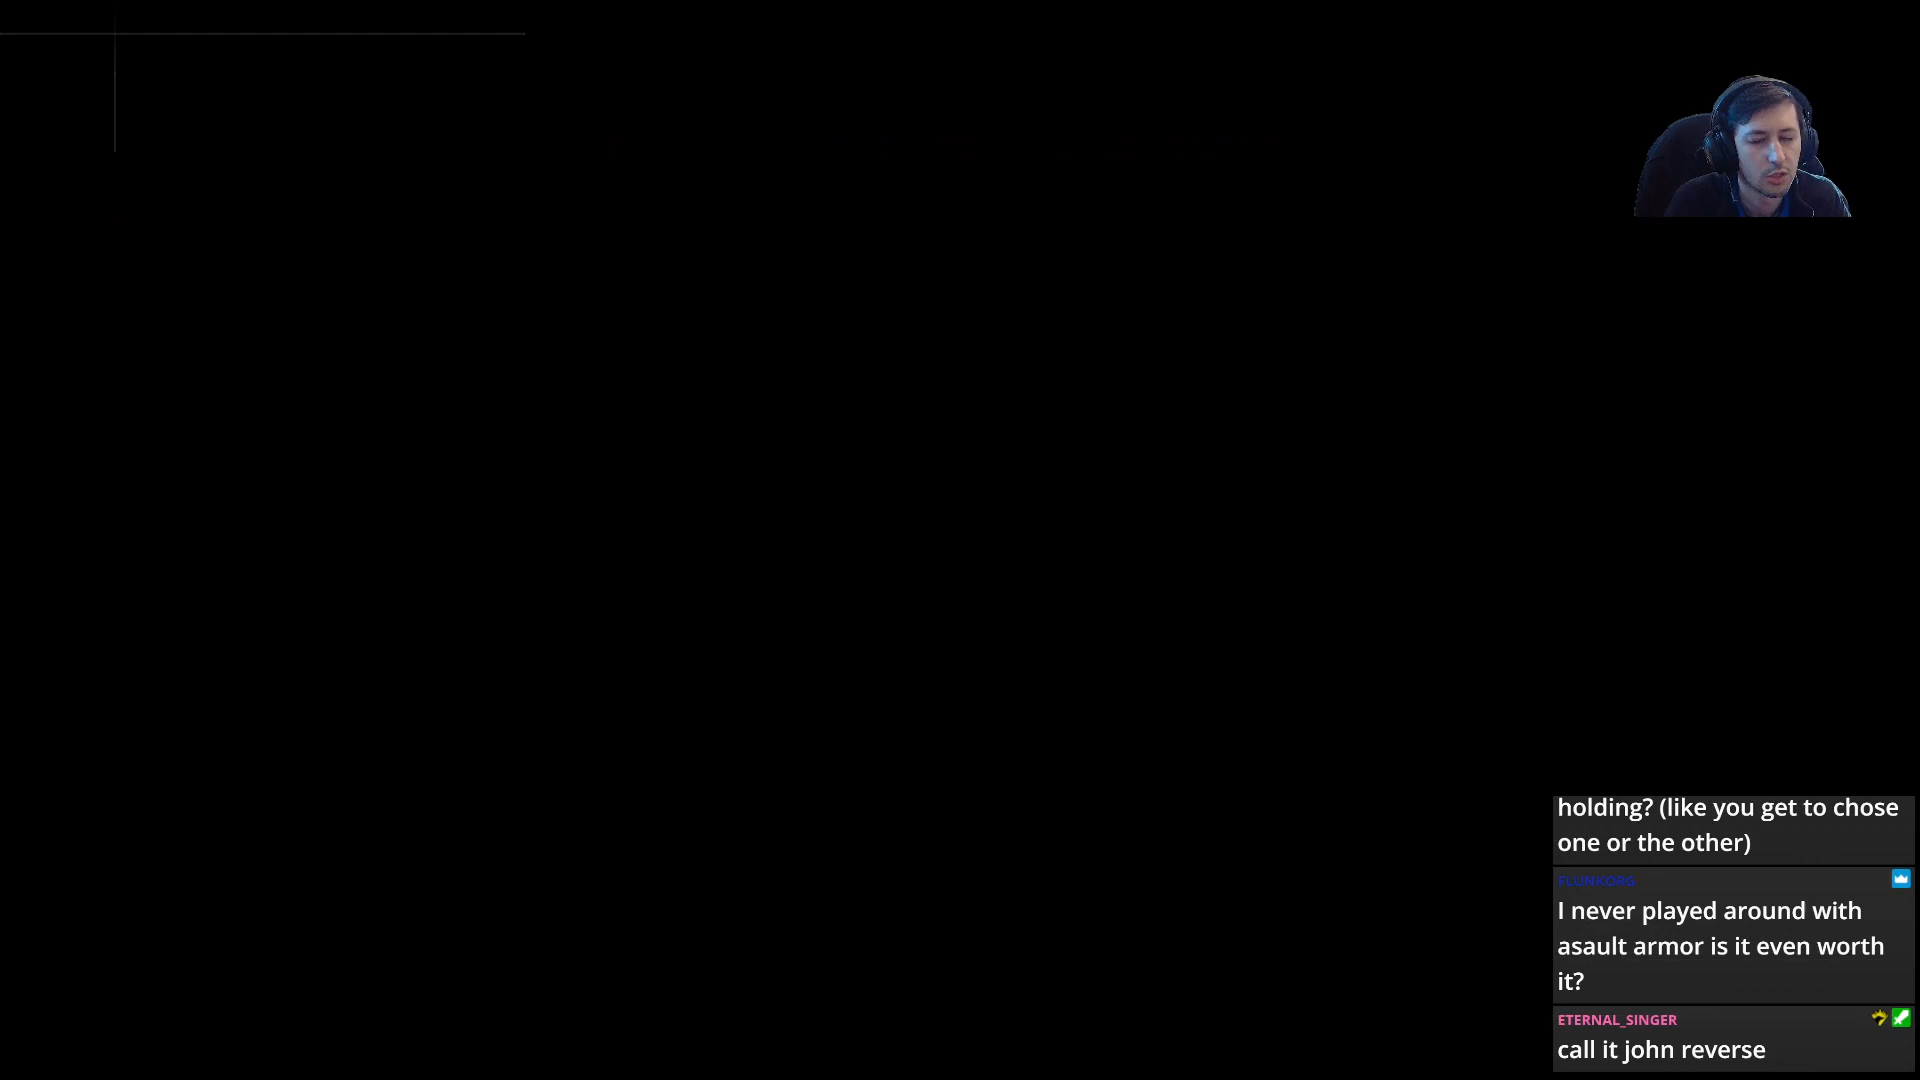 holding? (like you get to chose
one or the other)
FLUNKORG
I never played around with
asault armor is it even worth
it?
ETERNAL_SINGER
call it john reverse